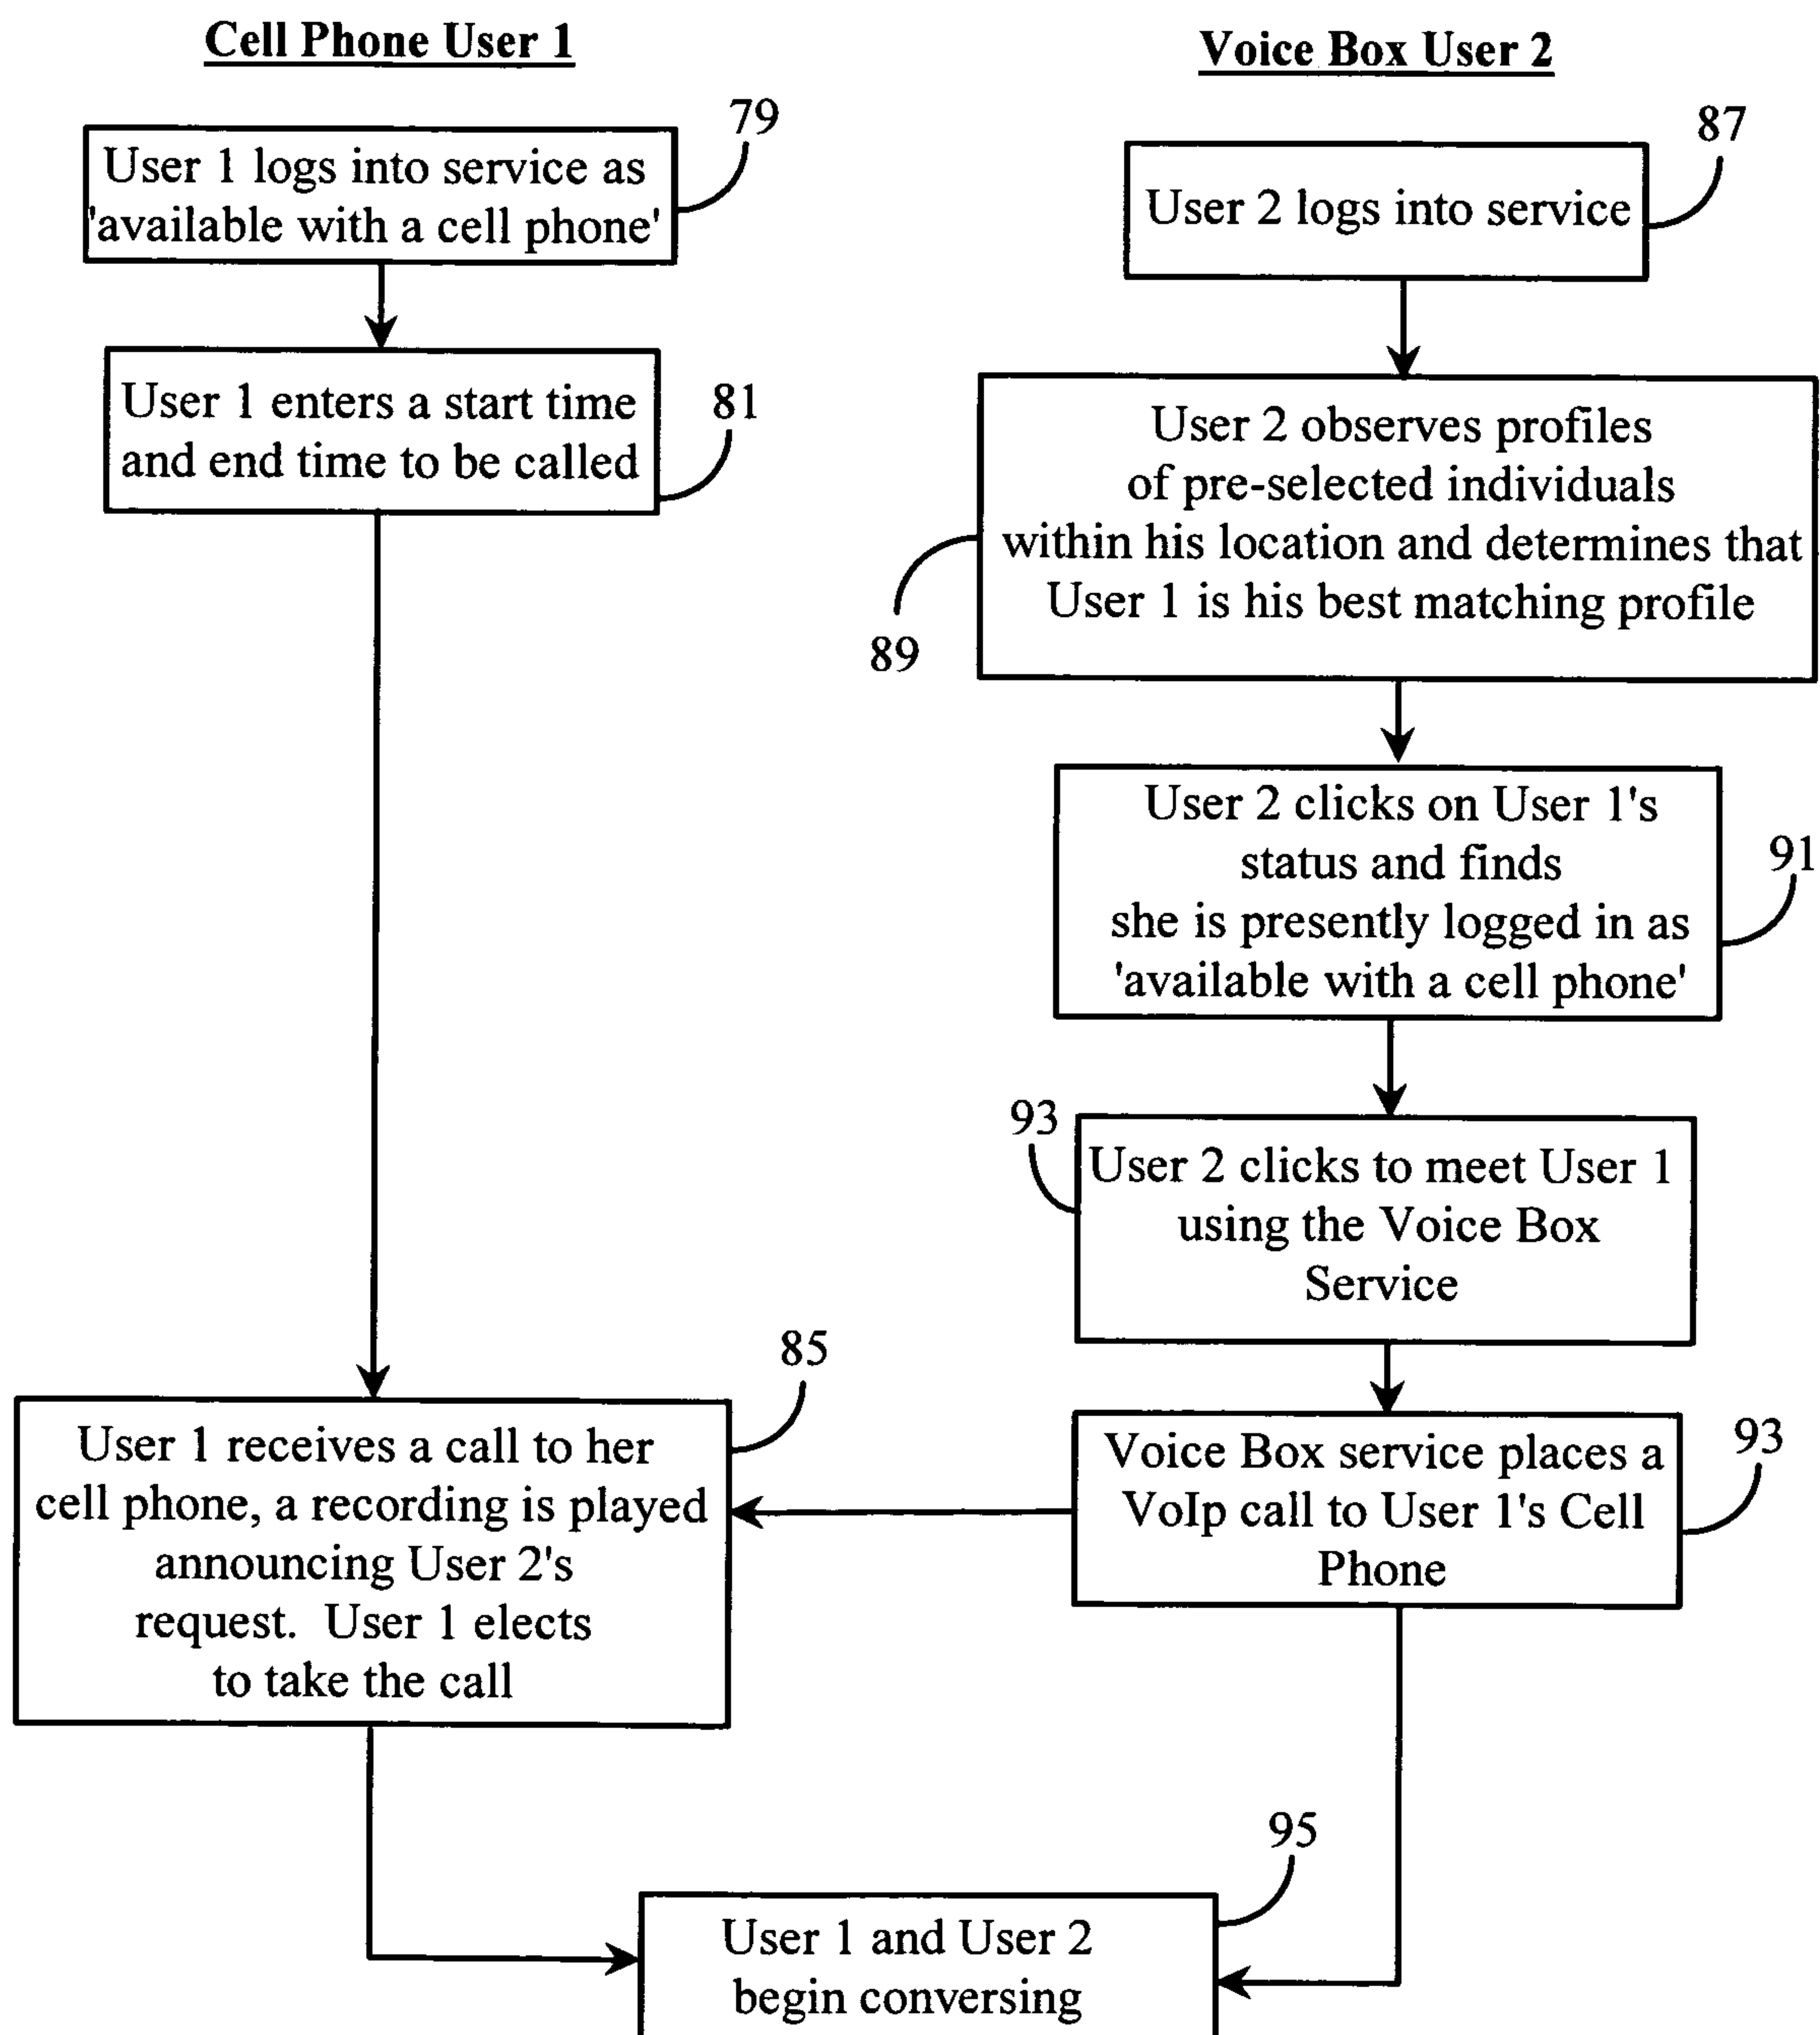 Cell Phone User 1
79
User 1 logs into service as
'available with a cell phone'
81
User 1 enters a start time
and end time to be called
85
User 1 receives a call to her
cell phone, a recording is played
announcing User 2's
request.  User 1 elects
to take the call
Voice Box User 2
87
User 2 logs into service
User 2 observes profiles
of pre-selected individuals
within his location and determines that
User 1 is his best matching profile
89
User 2 clicks on User 1's
status and finds
she is presently logged in as
'available with a cell phone'
91
93
User 2 clicks to meet User 1
using the Voice Box
Service
93
Voice Box service places a
VoIp call to User 1's Cell
Phone
95
User 1 and User 2
begin conversing